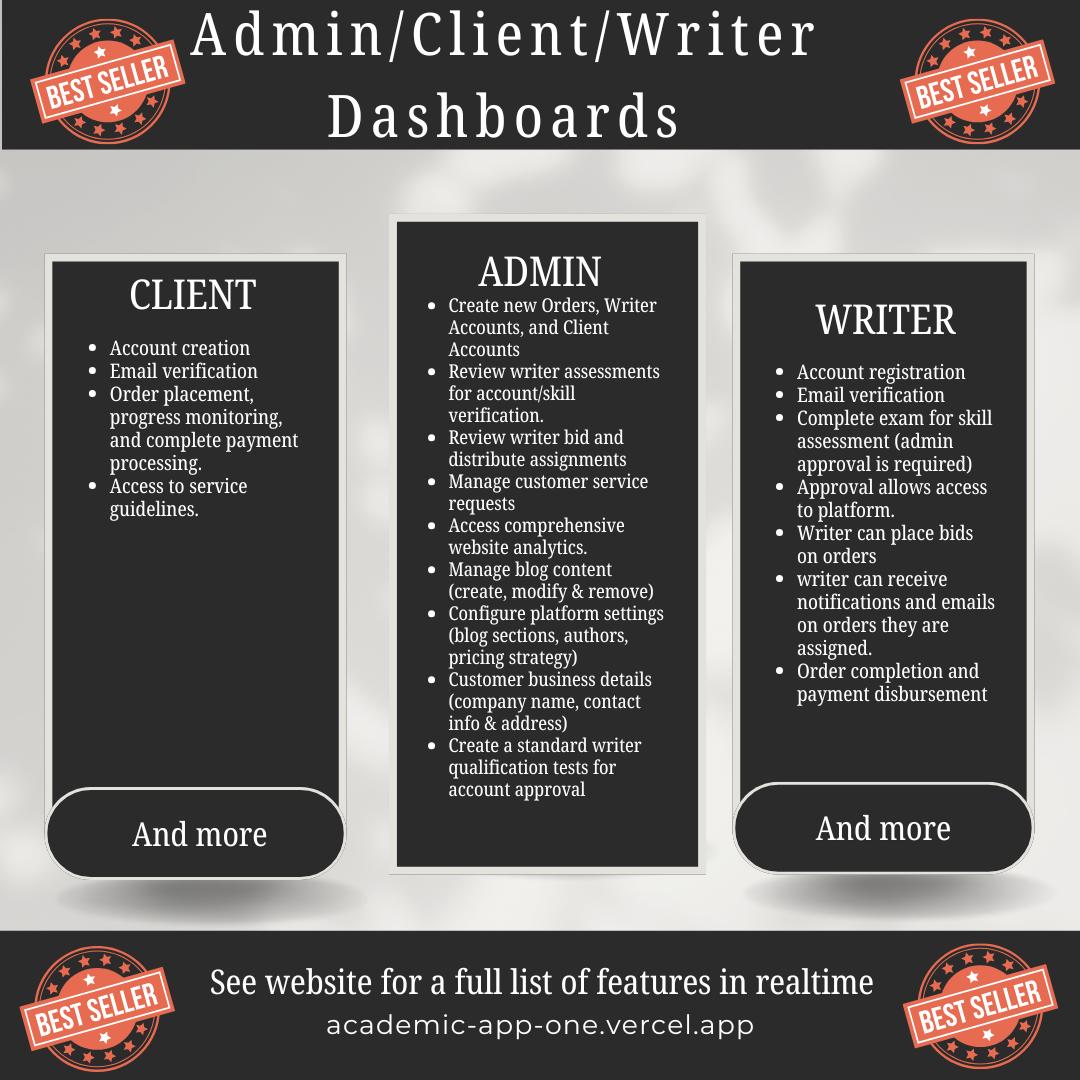 Admin/Client/Writer
Dashboards
BEST SELLER
BEST SELLER
CLIENT
• Account creation
• Email verification
• Order placement,
progress monitoring,
and complete payment
processing.
• Access to service
guidelines.
And more
ADMIN
• Create new Orders, Writer
Accounts, and Client
Accounts
• Review writer assessments
for account/skill
verification.
• Review writer bid and
distribute assignments
• Manage customer service
requests
• Access comprehensive
website analytics.
• Manage blog content
(create, modify & remove)
• Configure platform settings
(blog sections, authors,
pricing strategy)
• Customer business details
(company name, contact
info & address)
• Create a standard writer
qualification tests for
account approval
WRITER
• Account registration
• Email verification
• Complete exam for skill
assessment (admin
approval is required)
• Approval allows access
to platform.
• Writer can place bids
on orders
• writer can receive
notifications and emails
on orders they are
assigned.
• Order completion and
payment disbursement
And more
BEST SELLER
See website for a full list of features in realtime
academic-app-one.vercel.app
BEST SELLER